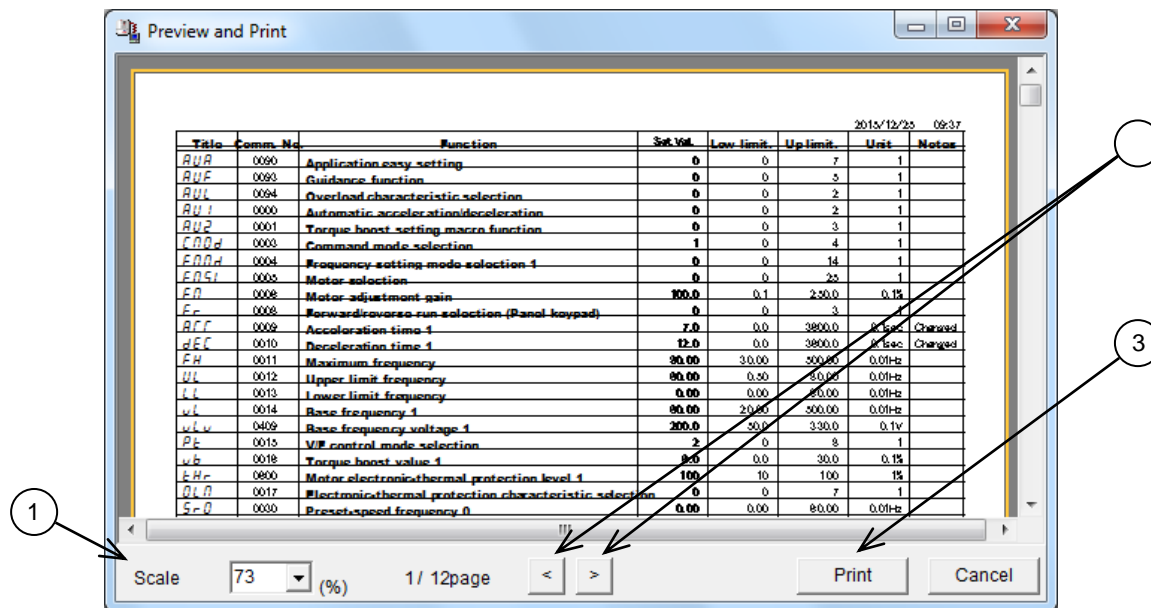 Preview and Print
2015/12/25 09:37
Title Comm. No. Function Set. Val. Low limit. Up limit. Unit Notes
AUA 0090 Application easy setting 0 0 7 1
AUF 0093 Guidance function 0 0 5 1
AUL 0094 Overload characteristic selection 0 0 2 1
AU1 0000 Automatic acceleration/deceleration 0 0 2 1
AU2 0001 Torque boost setting macro function 0 0 3 1
CMOd 0003 Command mode selection 1 0 4 1
FMOd 0004 Frequency setting mode selection 1 0 0 14 1
FMSL 0005 Motor selection 0 0 25 1
FM 0006 Motor adjustment gain 100.0 0.1 250.0 0.1%
Fr 0008 Forward/reverse run selection (Panel keypad) 0 0 3 1
ACC 0009 Acceleration time 1 7.0 0.0 3600.0 0.1sec Changed
dEC 0010 Deceleration time 1 12.0 0.0 3600.0 0.1sec Changed
FH 0011 Maximum frequency 80.00 30.00 500.00 0.01Hz
UL 0012 Upper limit frequency 60.00 0.50 80.00 0.01Hz
LL 0013 Lower limit frequency 0.00 0.00 60.00 0.01Hz
vL 0014 Base frequency 1 60.00 20.00 500.00 0.01Hz
vLv 0409 Base frequency voltage 1 200.0 50.0 330.0 0.1V
Pt 0015 V/F control mode selection 2 0 8 1
vb 0016 Torque boost value 1 6.0 0.0 30.0 0.1%
tHr 0600 Motor electronic-thermal protection level 1 100 10 100 1%
OLM 0017 Electronic-thermal protection characteristic selection 0 0 7 1
Sr0 0030 Preset-speed frequency 0 0.00 0.00 60.00 0.01Hz
3
1
Scale 73 (%) 1/ 12page < > Print Cancel